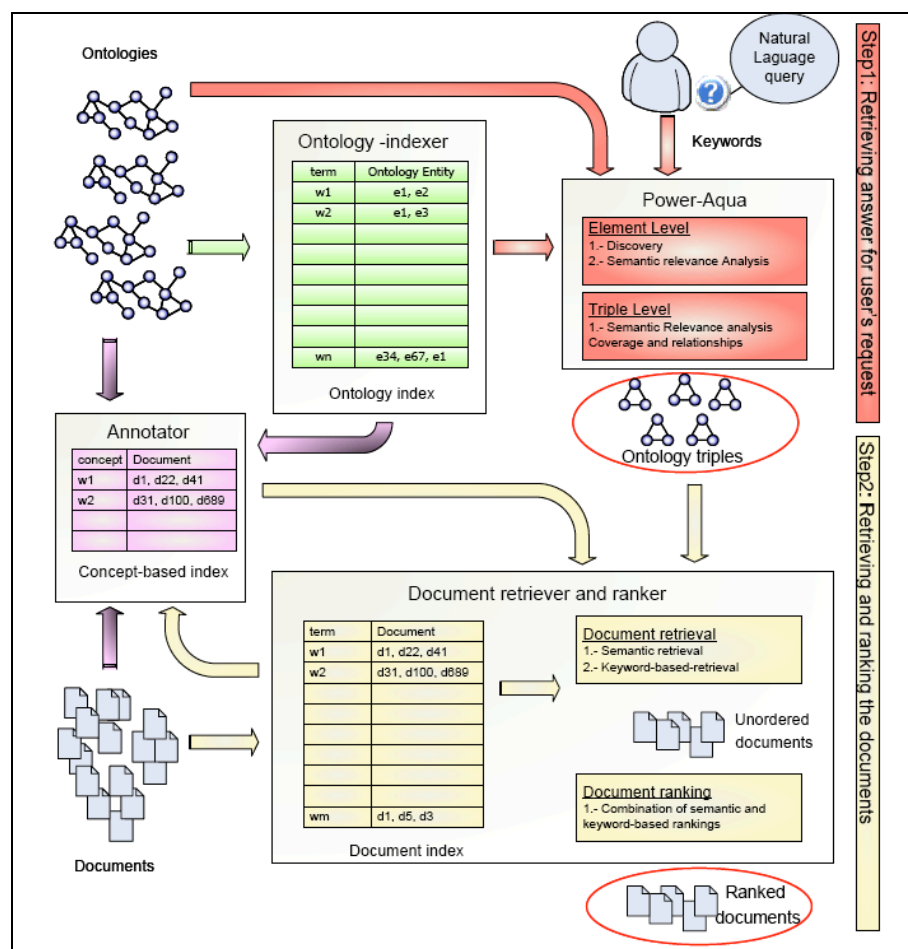 Ontologies
Natural
Laguage
query
Keywords
Step1: Retrieving answer for user's request
Ontology -indexer
term Ontology Entity
w1 e1, e2
w2 e1, e3
wn e34, e67, e1
Ontology index
Power-Aqua
Element Level
1.- Discovery
2.- Semantic relevance Analysis
Triple Level
1.- Semantic Relevance analysis
Coverage and relationships
Ontology triples
Annotator
concept Document
w1 d1, d22, d41
w2 d31, d100, d689
Concept-based index
Step2: Retrieving and ranking the documents
Document retriever and ranker
term Document
w1 d1, d22, d41
w2 d31, d100, d689
wm d1, d5, d3
Document index
Document retrieval
1.- Semantic retrieval
2.- Keyword-based-retrieval
Unordered
documents
Document ranking
1.- Combination of semantic and
keyword-based rankings
Documents
Ranked
documents